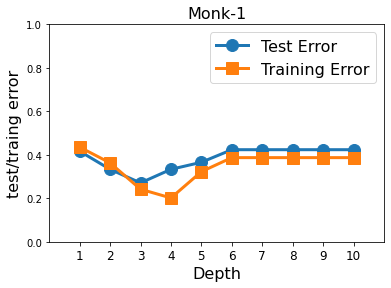 Monk-1
Test Error
Training Error
test/traing error
1.0
0.8
0.6
0.4
0.2
0.0
1 2 3 4 5 6 7 8 9 10
Depth